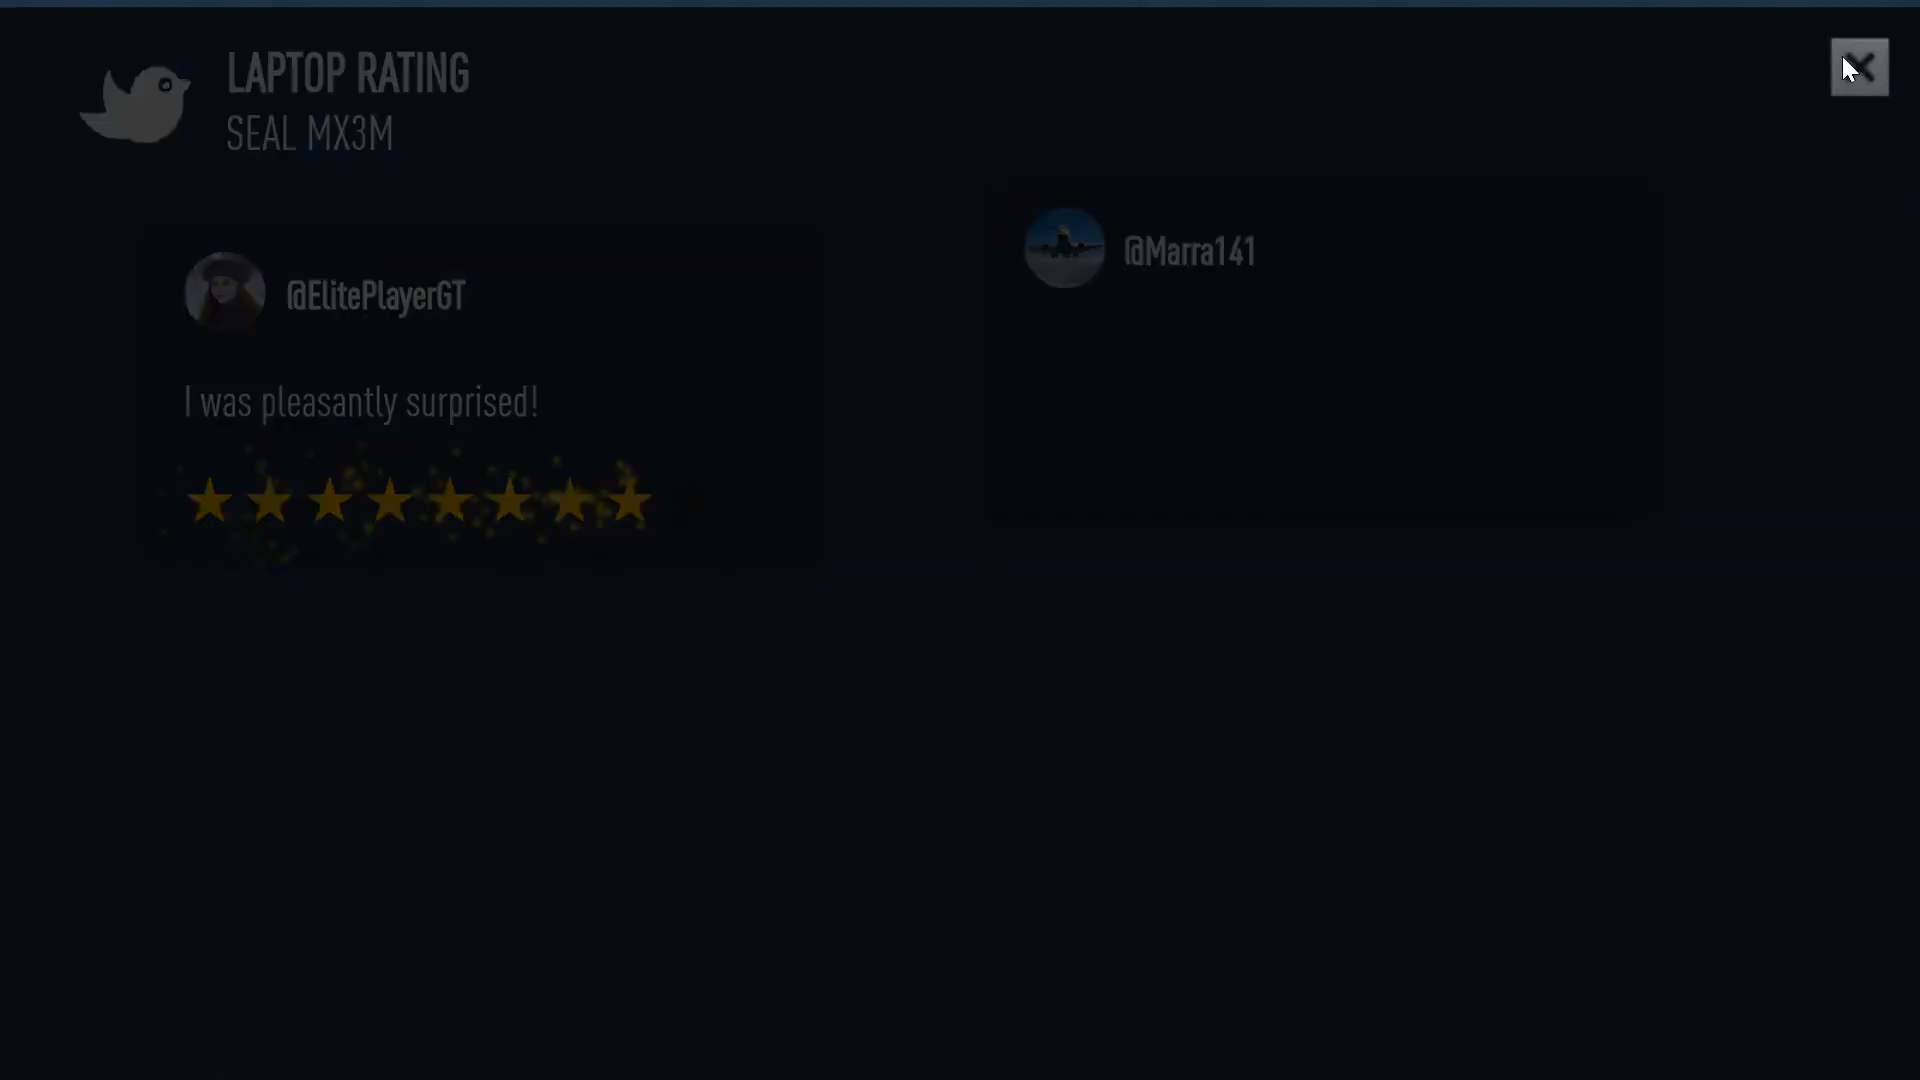 LAPTOP RATING
SEAL MX3M
@ElitePlayerGT
I was pleasantly surprised!
@Marra141